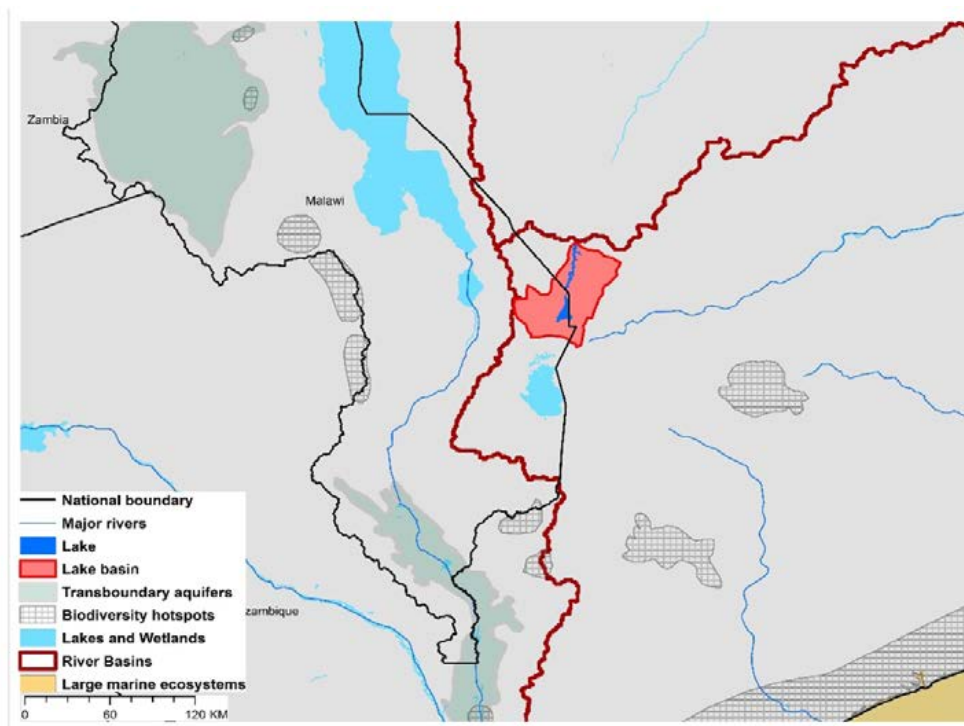 Zambia
Malawi
National boundary
Major rivers
Lake
Lake basin
Transboundary aquifers
Biodiversity hotspots
zambique
Lakes and Wetlands
River Basins
Large marine ecosystems
0 60 120 KM